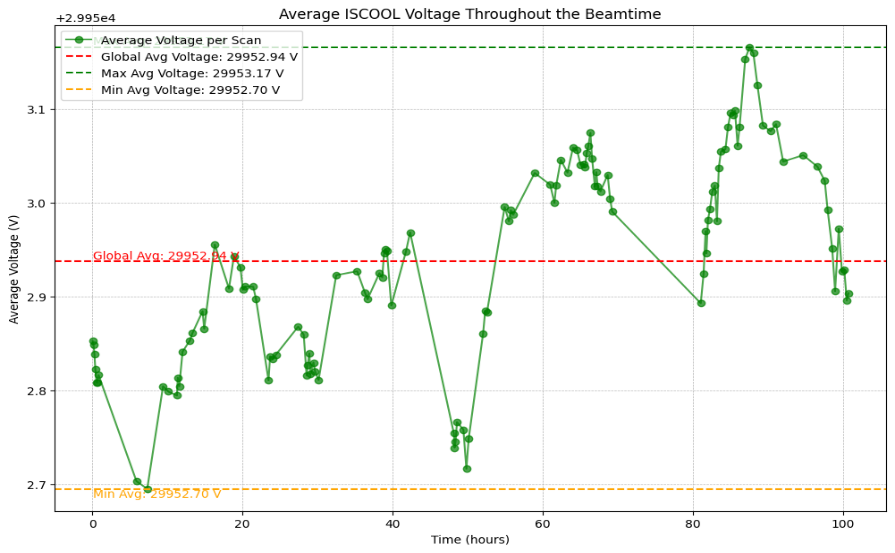 Average ISCOOL Voltage Throughout the Beamtime
+2.995e4
Average Voltage per Scan
Global Avg Voltage: 29952.94 V
Max Avg Voltage: 29953.17 V
Min Avg Voltage: 29952.70 V
Global Avg: 29952.94 V
Min Avg: 29952.70 V
3.1
3.0
2.9
2.8
2.7
Average Voltage (V)
0 20 40 60 80 100
Time (hours)